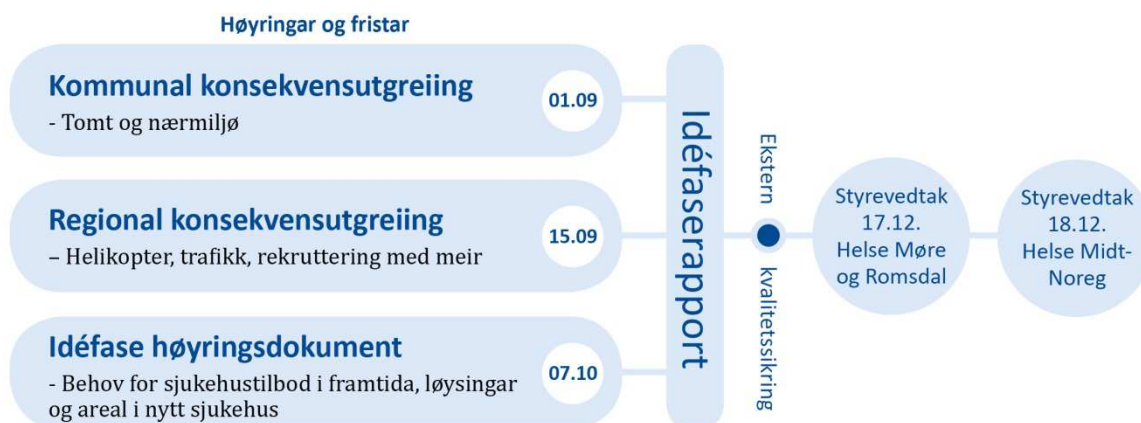 Høyringar og fristar
Kommunal konsekvensutgreiing
- Tomt og nærmiljø
01.09
Regional konsekvensutgreiing
– Helikopter, trafikk, rekruttering med meir
15.09
Idéfase høyringsdokument
- Behov for sjukehustilbod i framtida, løysingar
og areal i nytt sjukehus
07.10
Idéfaserapport
Ekstern
kvalitetssikring
Styrevedtak
17.12.
Helse Møre
og Romsdal
Styrevedtak
18.12.
Helse Midt-
Noreg